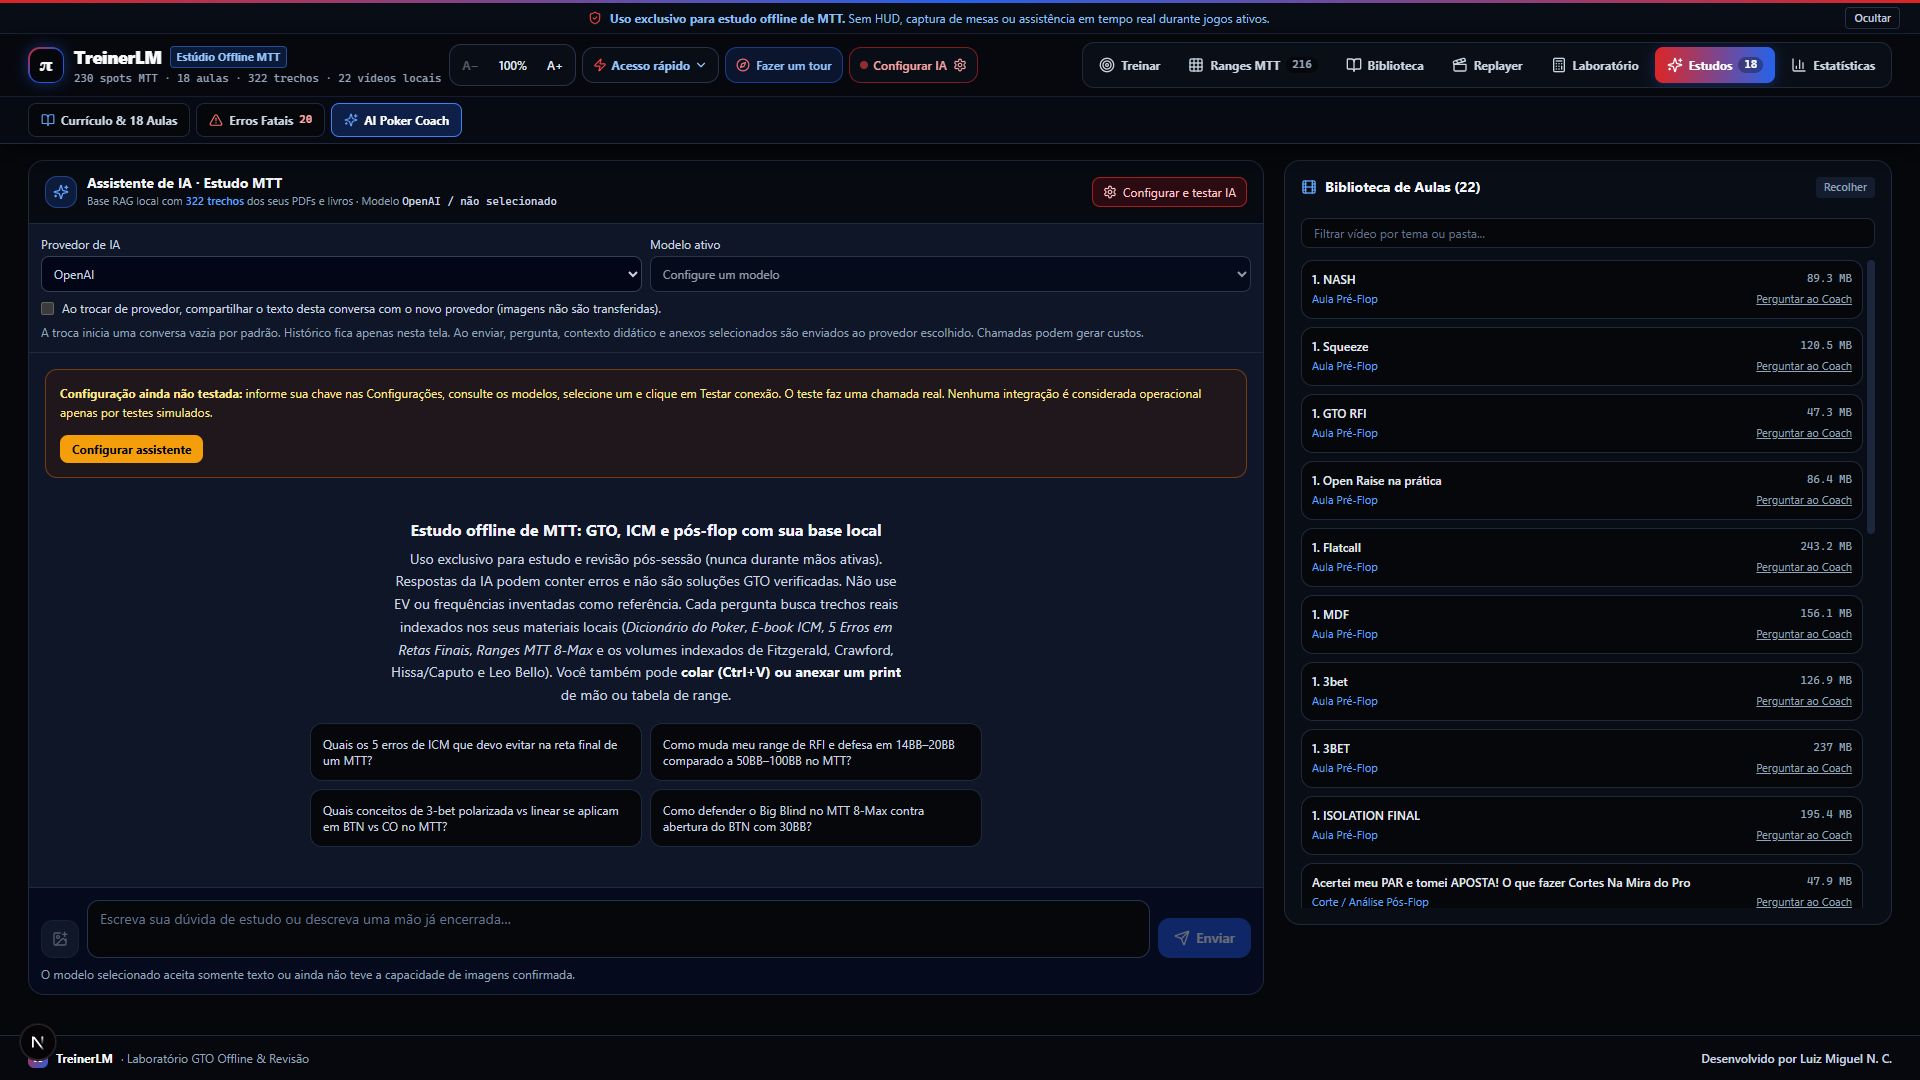 Uso exclusivo para estudo offline de MTT. Sem HUD, captura de mesas ou assistência em tempo real durante jogos ativos.
Ocultar
π
TreinerLM
Estúdio Offline MTT
230 spots MTT · 18 aulas · 322 trechos · 22 vídeos locais
A−
100%
A+
Acesso rápido
Fazer um tour
Configurar IA
Treinar
Ranges MTT 216
Biblioteca
Replayer
Laboratório
Estudos 18
Estatísticas
Currículo & 18 Aulas
Erros Fatais 20
AI Poker Coach
Assistente de IA · Estudo MTT
Base RAG local com 322 trechos dos seus PDFs e livros · Modelo OpenAI / não selecionado
Configurar e testar IA
Provedor de IA
OpenAI
Modelo ativo
Configure um modelo
Ao trocar de provedor, compartilhar o texto desta conversa com o novo provedor (imagens não são transferidas).
A troca inicia uma conversa vazia por padrão. Histórico fica apenas nesta tela. Ao enviar, pergunta, contexto didático e anexos selecionados são enviados ao provedor escolhido. Chamadas podem gerar custos.
Configuração ainda não testada: informe sua chave nas Configurações, consulte os modelos, selecione um e clique em Testar conexão. O teste faz uma chamada real. Nenhuma integração é considerada operacional
apenas por testes simulados.
Configurar assistente
Estudo offline de MTT: GTO, ICM e pós-flop com sua base local
Uso exclusivo para estudo e revisão pós-sessão (nunca durante mãos ativas).
Respostas da IA podem conter erros e não são soluções GTO verificadas. Não use
EV ou frequências inventadas como referência. Cada pergunta busca trechos reais
indexados nos seus materiais locais (Dicionário do Poker, E-book ICM, 5 Erros em
Retas Finais, Ranges MTT 8-Max e os volumes indexados de Fitzgerald, Crawford,
Hissa/Caputo e Leo Bello). Você também pode colar (Ctrl+V) ou anexar um print
de mão ou tabela de range.
Quais os 5 erros de ICM que devo evitar na reta final de
um MTT?
Como muda meu range de RFI e defesa em 14BB–20BB
comparado a 50BB–100BB no MTT?
Quais conceitos de 3-bet polarizada vs linear se aplicam
em BTN vs CO no MTT?
Como defender o Big Blind no MTT 8-Max contra
abertura do BTN com 30BB?
Escreva sua dúvida de estudo ou descreva uma mão já encerrada...
Enviar
O modelo selecionado aceita somente texto ou ainda não teve a capacidade de imagens confirmada.
Biblioteca de Aulas (22)
Recolher
Filtrar vídeo por tema ou pasta...
1. NASH 89.3 MB
Aula Pré-Flop Perguntar ao Coach
1. Squeeze 120.5 MB
Aula Pré-Flop Perguntar ao Coach
1. GTO RFI 47.3 MB
Aula Pré-Flop Perguntar ao Coach
1. Open Raise na prática 86.4 MB
Aula Pré-Flop Perguntar ao Coach
1. Flatcall 243.2 MB
Aula Pré-Flop Perguntar ao Coach
1. MDF 156.1 MB
Aula Pré-Flop Perguntar ao Coach
1. 3bet 126.9 MB
Aula Pré-Flop Perguntar ao Coach
1. 3BET 237 MB
Aula Pré-Flop Perguntar ao Coach
1. ISOLATION FINAL 195.4 MB
Aula Pré-Flop Perguntar ao Coach
Acertei meu PAR e tomei APOSTA! O que fazer Cortes Na Mira do Pro 47.9 MB
Corte / Análise Pós-Flop Perguntar ao Coach
N
TreinerLM · Laboratório GTO Offline & Revisão
Desenvolvido por Luiz Miguel N. C.